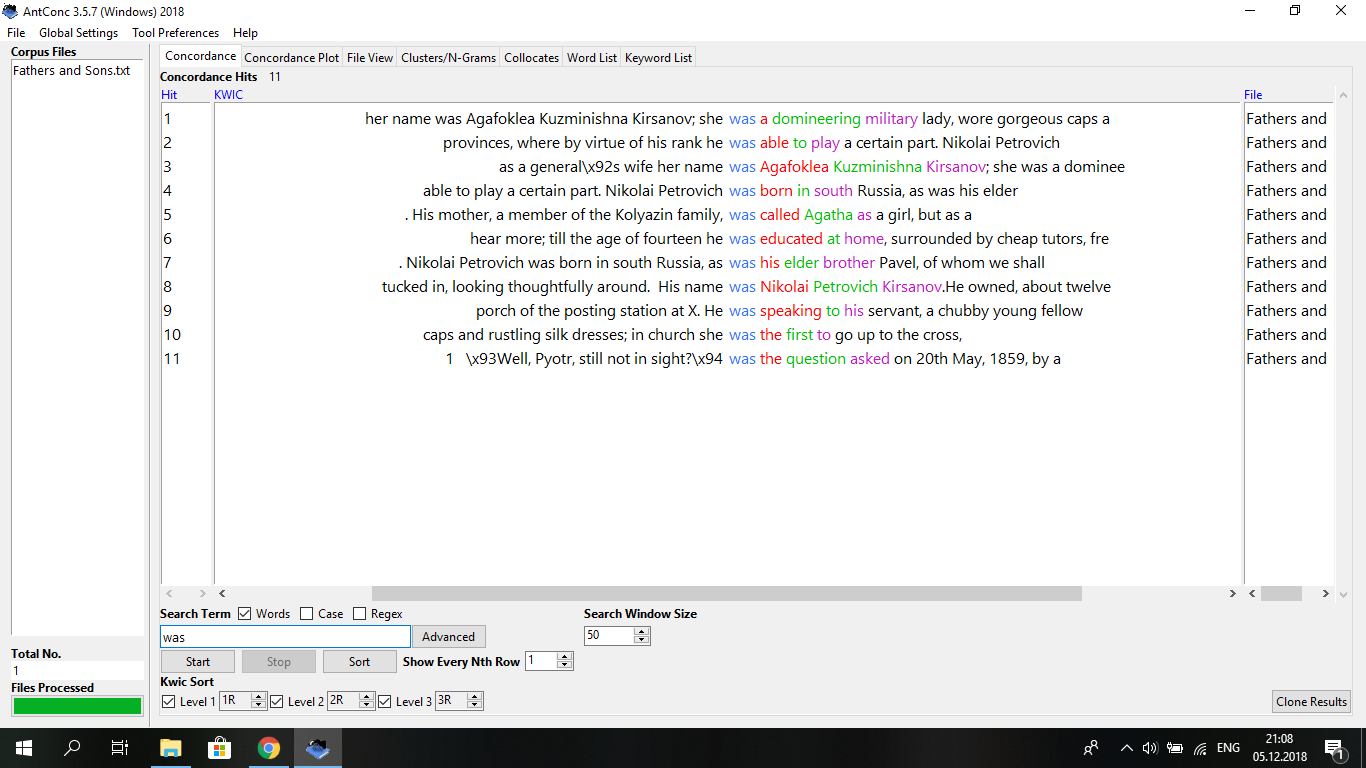 AntConc 3.5.7 (Windows) 2018
File Global Settings Tool Preferences Help
Corpus Files
Fathers and Sons.txt
Concordance Concordance Plot File View Clusters/N-Grams Collocates Word List Keyword List
Concordance Hits 11
Hit KWIC File
1 her name was Agafoklea Kuzminishna Kirsanov; she was a domineering military lady, wore gorgeous caps a Fathers and
2 provinces, where by virtue of his rank he was able to play a certain part. Nikolai Petrovich Fathers and
3 as a general\x92s wife her name was Agafoklea Kuzminishna Kirsanov; she was a dominee Fathers and
4 able to play a certain part. Nikolai Petrovich was born in south Russia, as was his elder Fathers and
5 . His mother, a member of the Kolyazin family, was called Agatha as a girl, but as a Fathers and
6 hear more; till the age of fourteen he was educated at home, surrounded by cheap tutors, fre Fathers and
7 . Nikolai Petrovich was born in south Russia, as was his elder brother Pavel, of whom we shall Fathers and
8 tucked in, looking thoughtfully around.  His name was Nikolai Petrovich Kirsanov.He owned, about twelve Fathers and
9 porch of the posting station at X. He was speaking to his servant, a chubby young fellow Fathers and
10 caps and rustling silk dresses; in church she was the first to go up to the cross, Fathers and
11 1   \x93Well, Pyotr, still not in sight?\x94 was the question asked on 20th May, 1859, by a Fathers and
Search Term Words Case Regex Search Window Size
was Advanced 50
Start Stop Sort Show Every Nth Row 1
Kwic Sort
Level 1 1R Level 2 2R Level 3 3R Clone Results
Total No.
1
Files Processed
ENG 21:08
05.12.2018 1